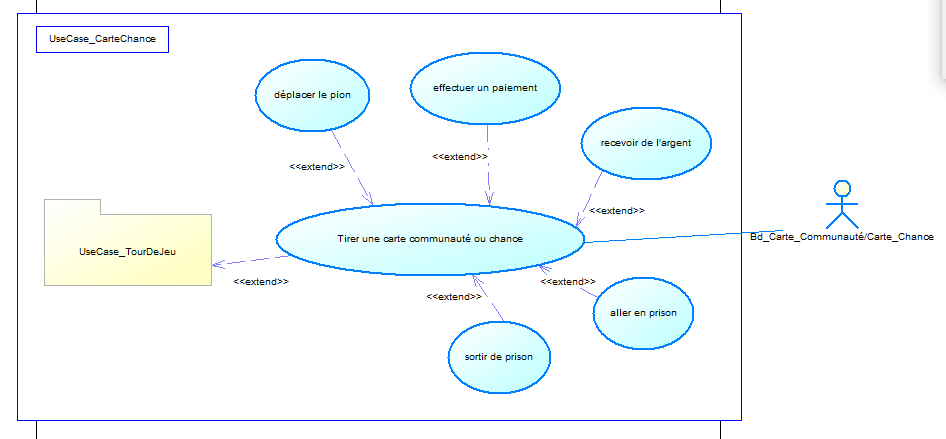 UseCase_CarteChance
déplacer le pion
effectuer un paiement
recevoir de l'argent
<<extend>>
<<extend>>
<<extend>>
Tirer une carte communauté ou chance
Bd_Carte_Communauté/Carte_Chance
UseCase_TourDeJeu
<<extend>>
<<extend>>
<<extend>>
aller en prison
sortir de prison